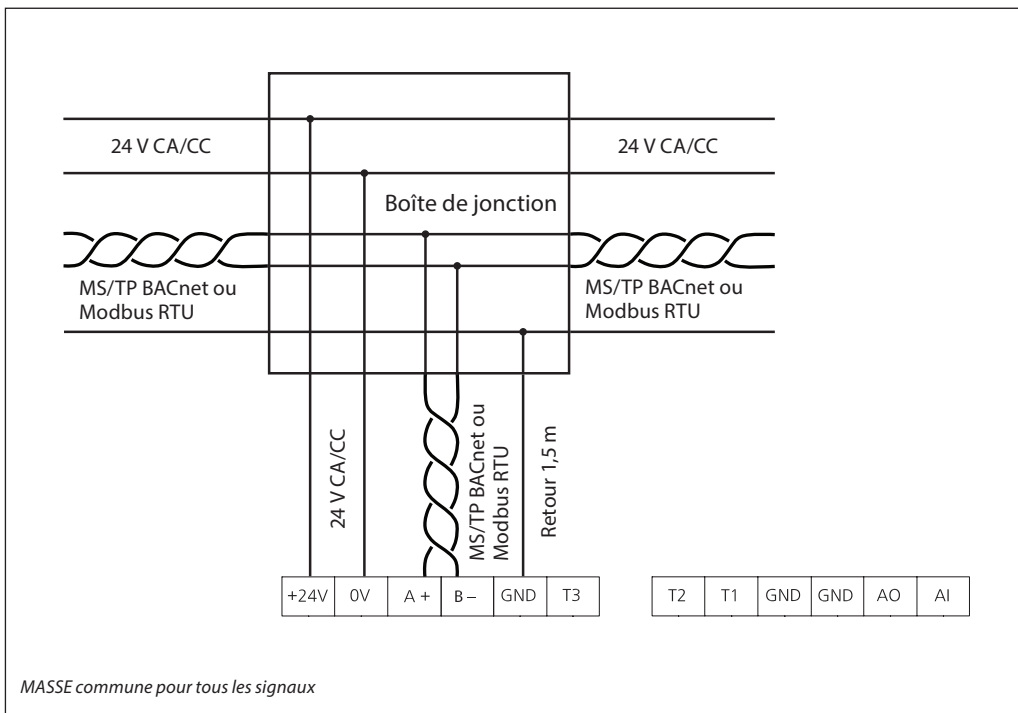 24 V CA/CC
24 V CA/CC
Boîte de jonction
MS/TP BACnet ou
Modbus RTU
MS/TP BACnet ou
Modbus RTU
24 V CA/CC
MS/TP BACnet ou
Modbus RTU
Retour 1,5 m
+24V 0V A + B – GND T3
T2 T1 GND GND AO AI
MASSE commune pour tous les signaux